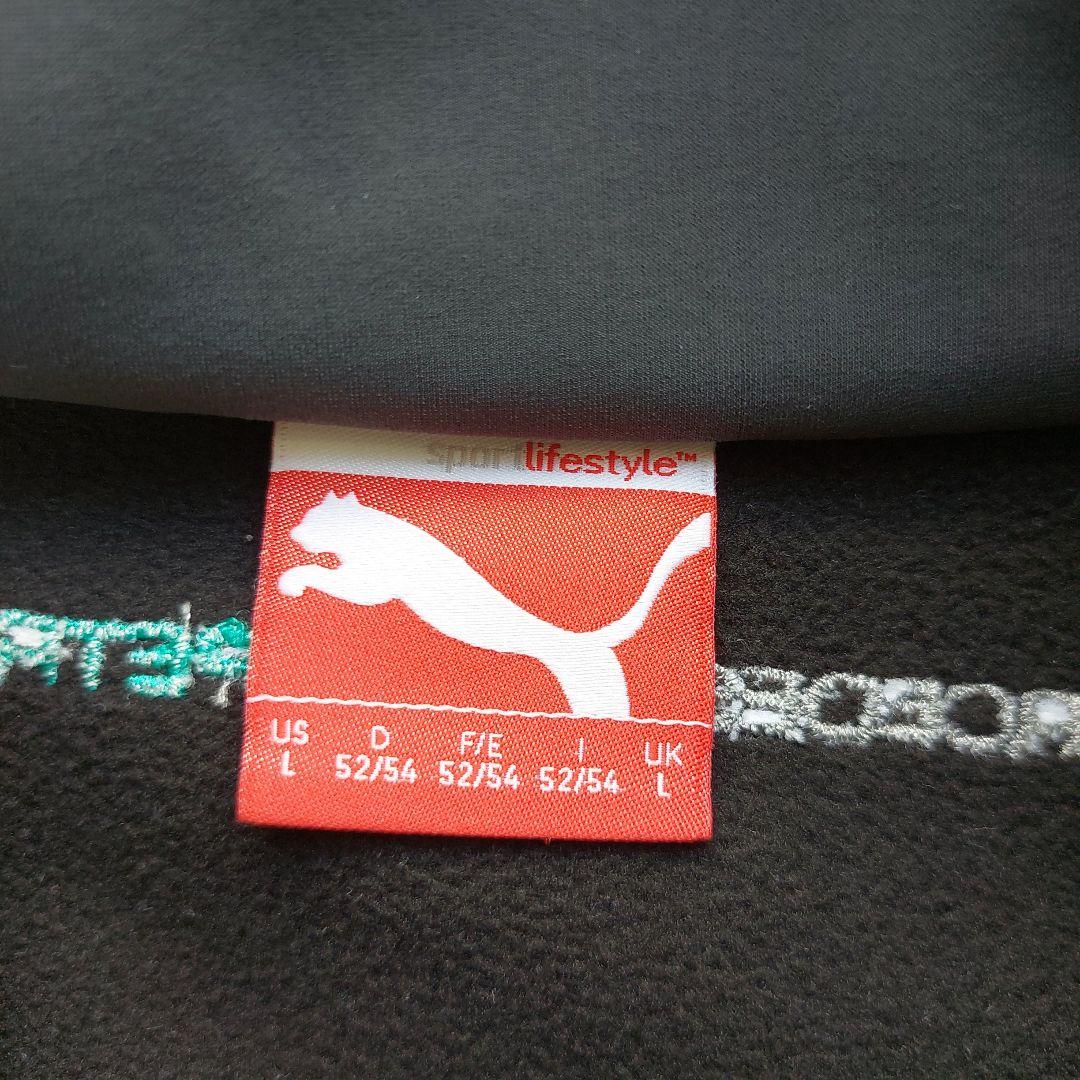 sportlifestyle™
US D F/E I UK
L 52/54 52/54 52/54 L